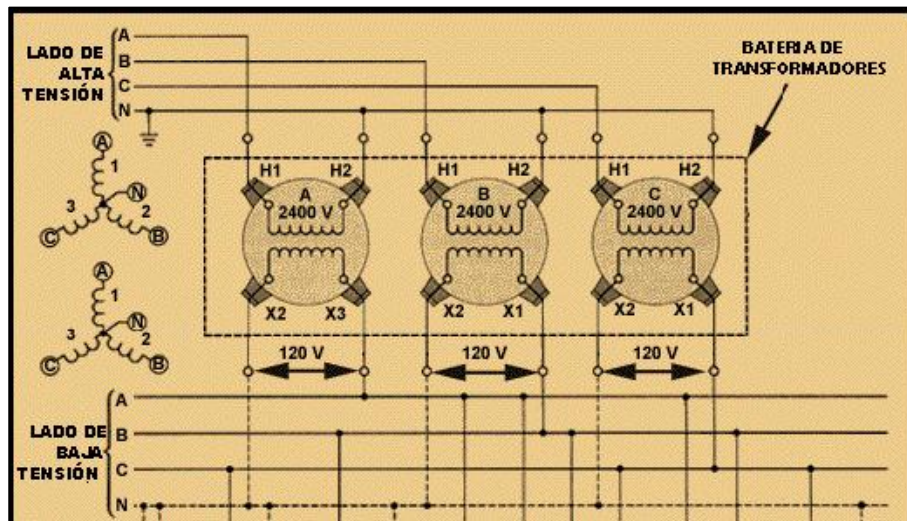 LADO DE
ALTA
TENSIÓN
A
B
C
N
BATERIA DE
TRANSFORMADORES
A
1
3
N
2
C
B
A
1
3
N
2
C
B
H1 H2
A
2400 V
X2 X3
120 V
H1 H2
B
2400 V
X2 X1
120 V
H1 H2
C
2400 V
X2 X1
120 V
LADO DE
BAJA
TENSIÓN
A
B
C
N